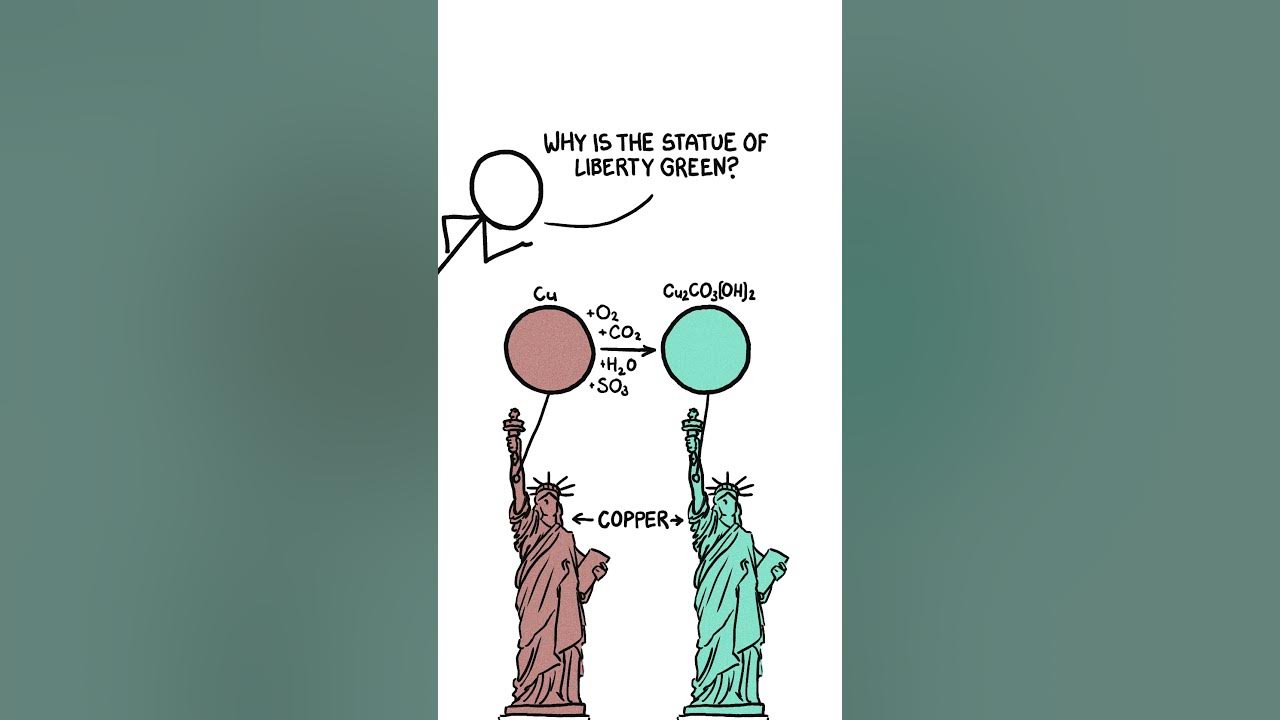 WHY IS THE STATUE OF
LIBERTY GREEN?
Cu
+O₂
+CO₂
+H₂O
+SO₃
Cu₂CO₃(OH)₂
← COPPER →